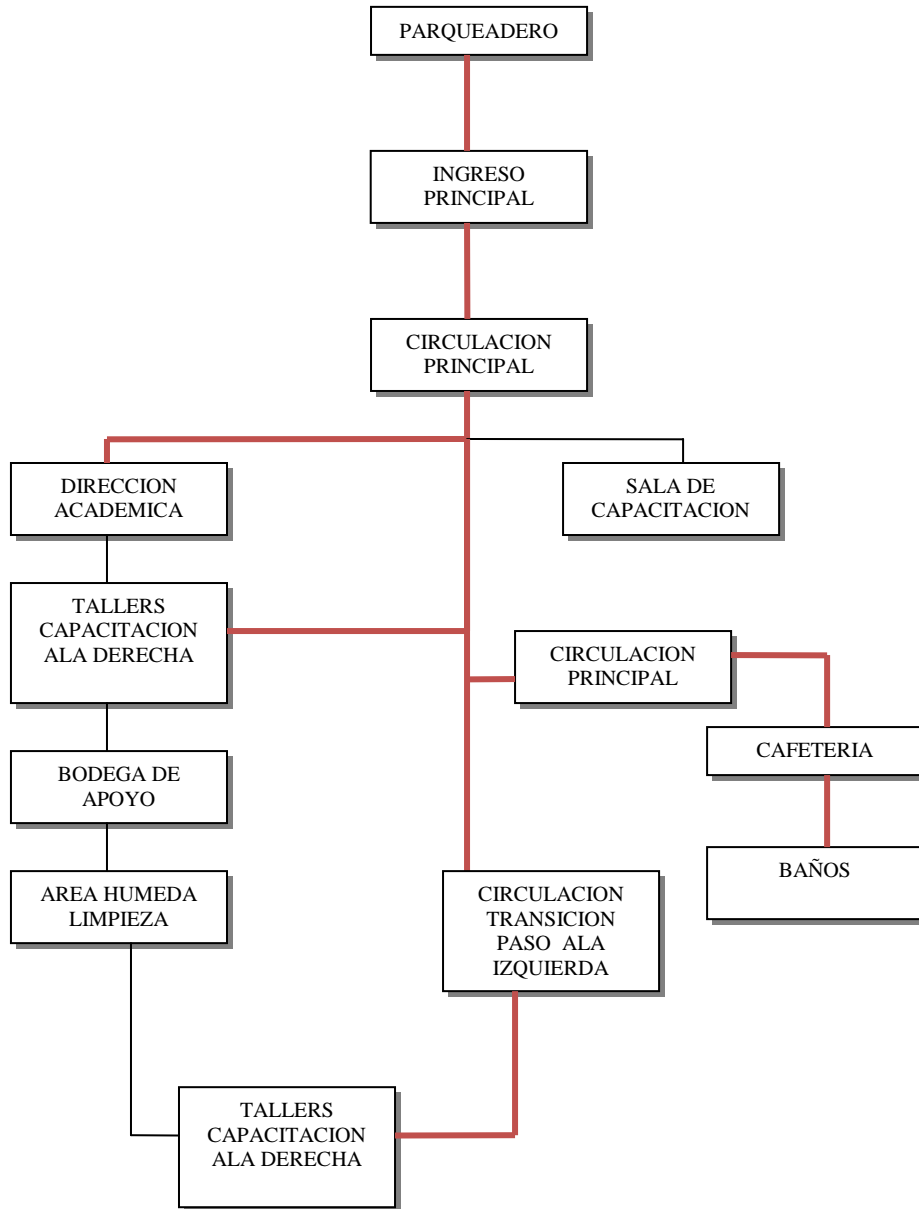 PARQUEADERO
INGRESO
PRINCIPAL
CIRCULACION
PRINCIPAL
DIRECCION
ACADEMICA
SALA DE
CAPACITACION
TALLERS
CAPACITACION
ALA DERECHA
CIRCULACION
PRINCIPAL
CAFETERIA
BODEGA DE
APOYO
BAÑOS
AREA HUMEDA
LIMPIEZA
CIRCULACION
TRANSICION
PASO ALA
IZQUIERDA
TALLERS
CAPACITACION
ALA DERECHA